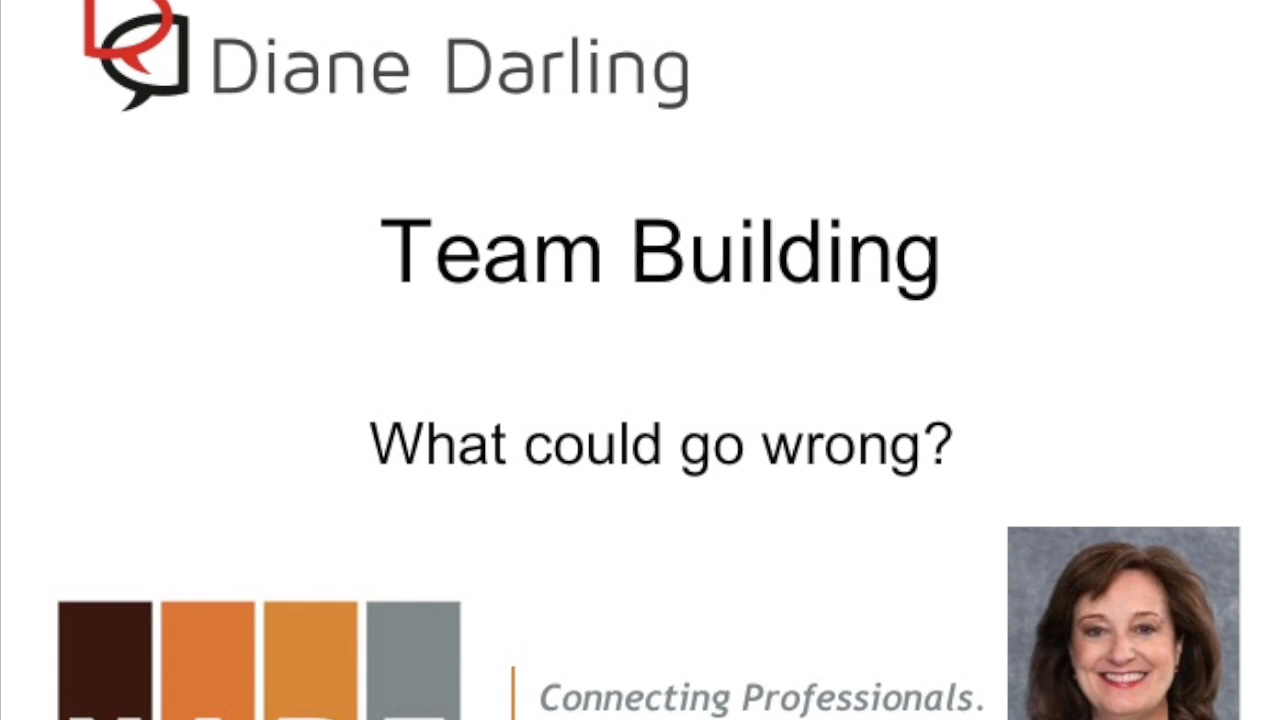 Diane Darling
Team Building
What could go wrong?
Connecting Professionals.